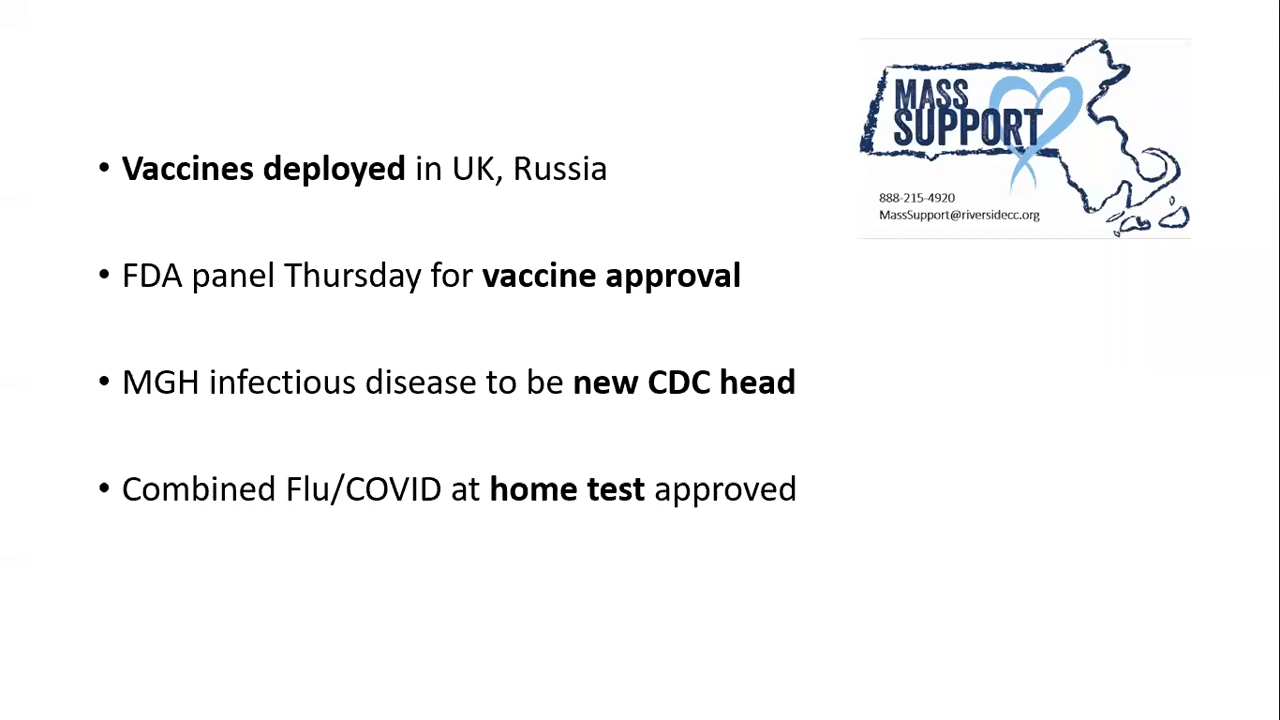 MASS
SUPPORT
888-215-4920
MassSupport@riversidecc.org
• Vaccines deployed in UK, Russia
• FDA panel Thursday for vaccine approval
• MGH infectious disease to be new CDC head
• Combined Flu/COVID at home test approved